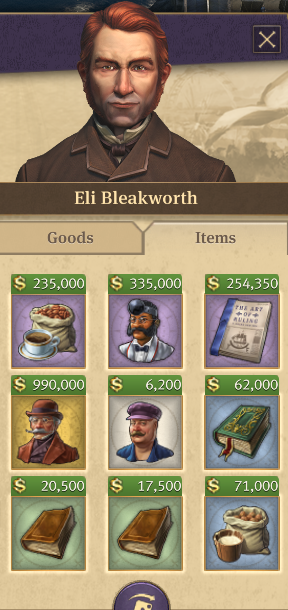 Eli Bleakworth
Goods
Items
$ 235,000
$ 335,000
$ 254,350
THE ART
OF
RULING
$ 990,000
$ 6,200
$ 62,000
$ 20,500
$ 17,500
$ 71,000